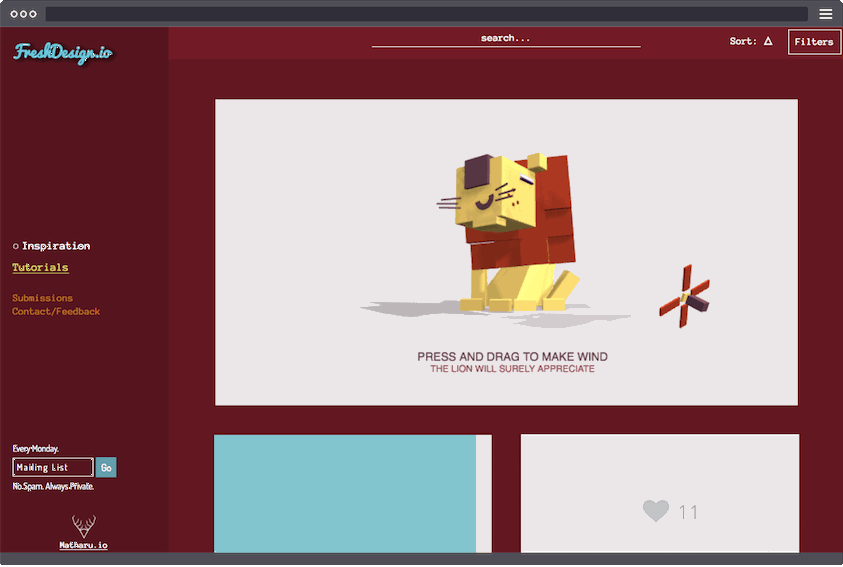 FreshDesign.io
search...
Sort: Δ
Filters
Inspiration
Tutorials
Submissions
Contact/Feedback
PRESS AND DRAG TO MAKE WIND
THE LION WILL SURELY APPRECIATE
Every Monday.
Mailing List
Go
No Spam. Always Private.
11
Matharu.io